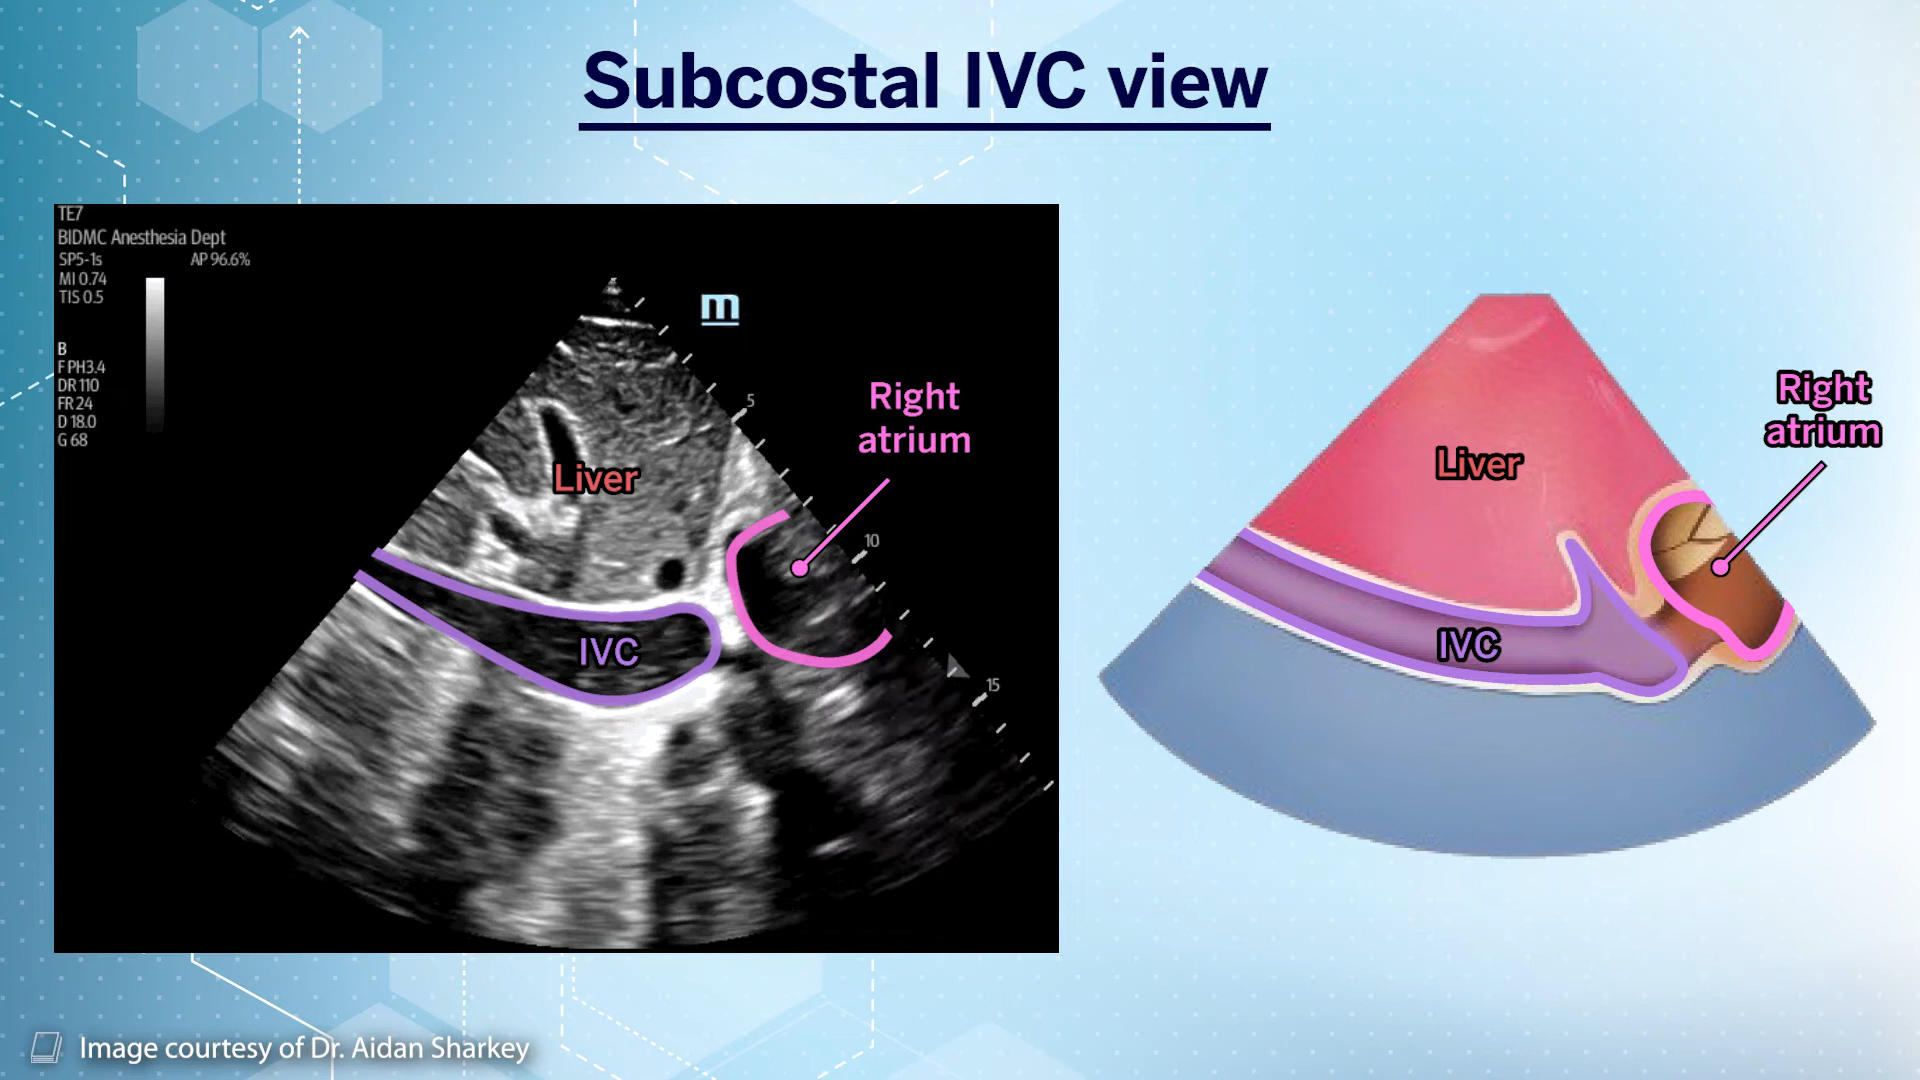 Subcostal IVC view
TE7
BIDMC Anesthesia Dept
SP5-1s AP 96.6%
MI 0.74
TIS 0.5
B
F PH3.4
DR 110
FR 24
D 18.0
G 68
m
5
10
15
Right
atrium
Liver
IVC
Right
atrium
Liver
IVC
Image courtesy of Dr. Aidan Sharkey